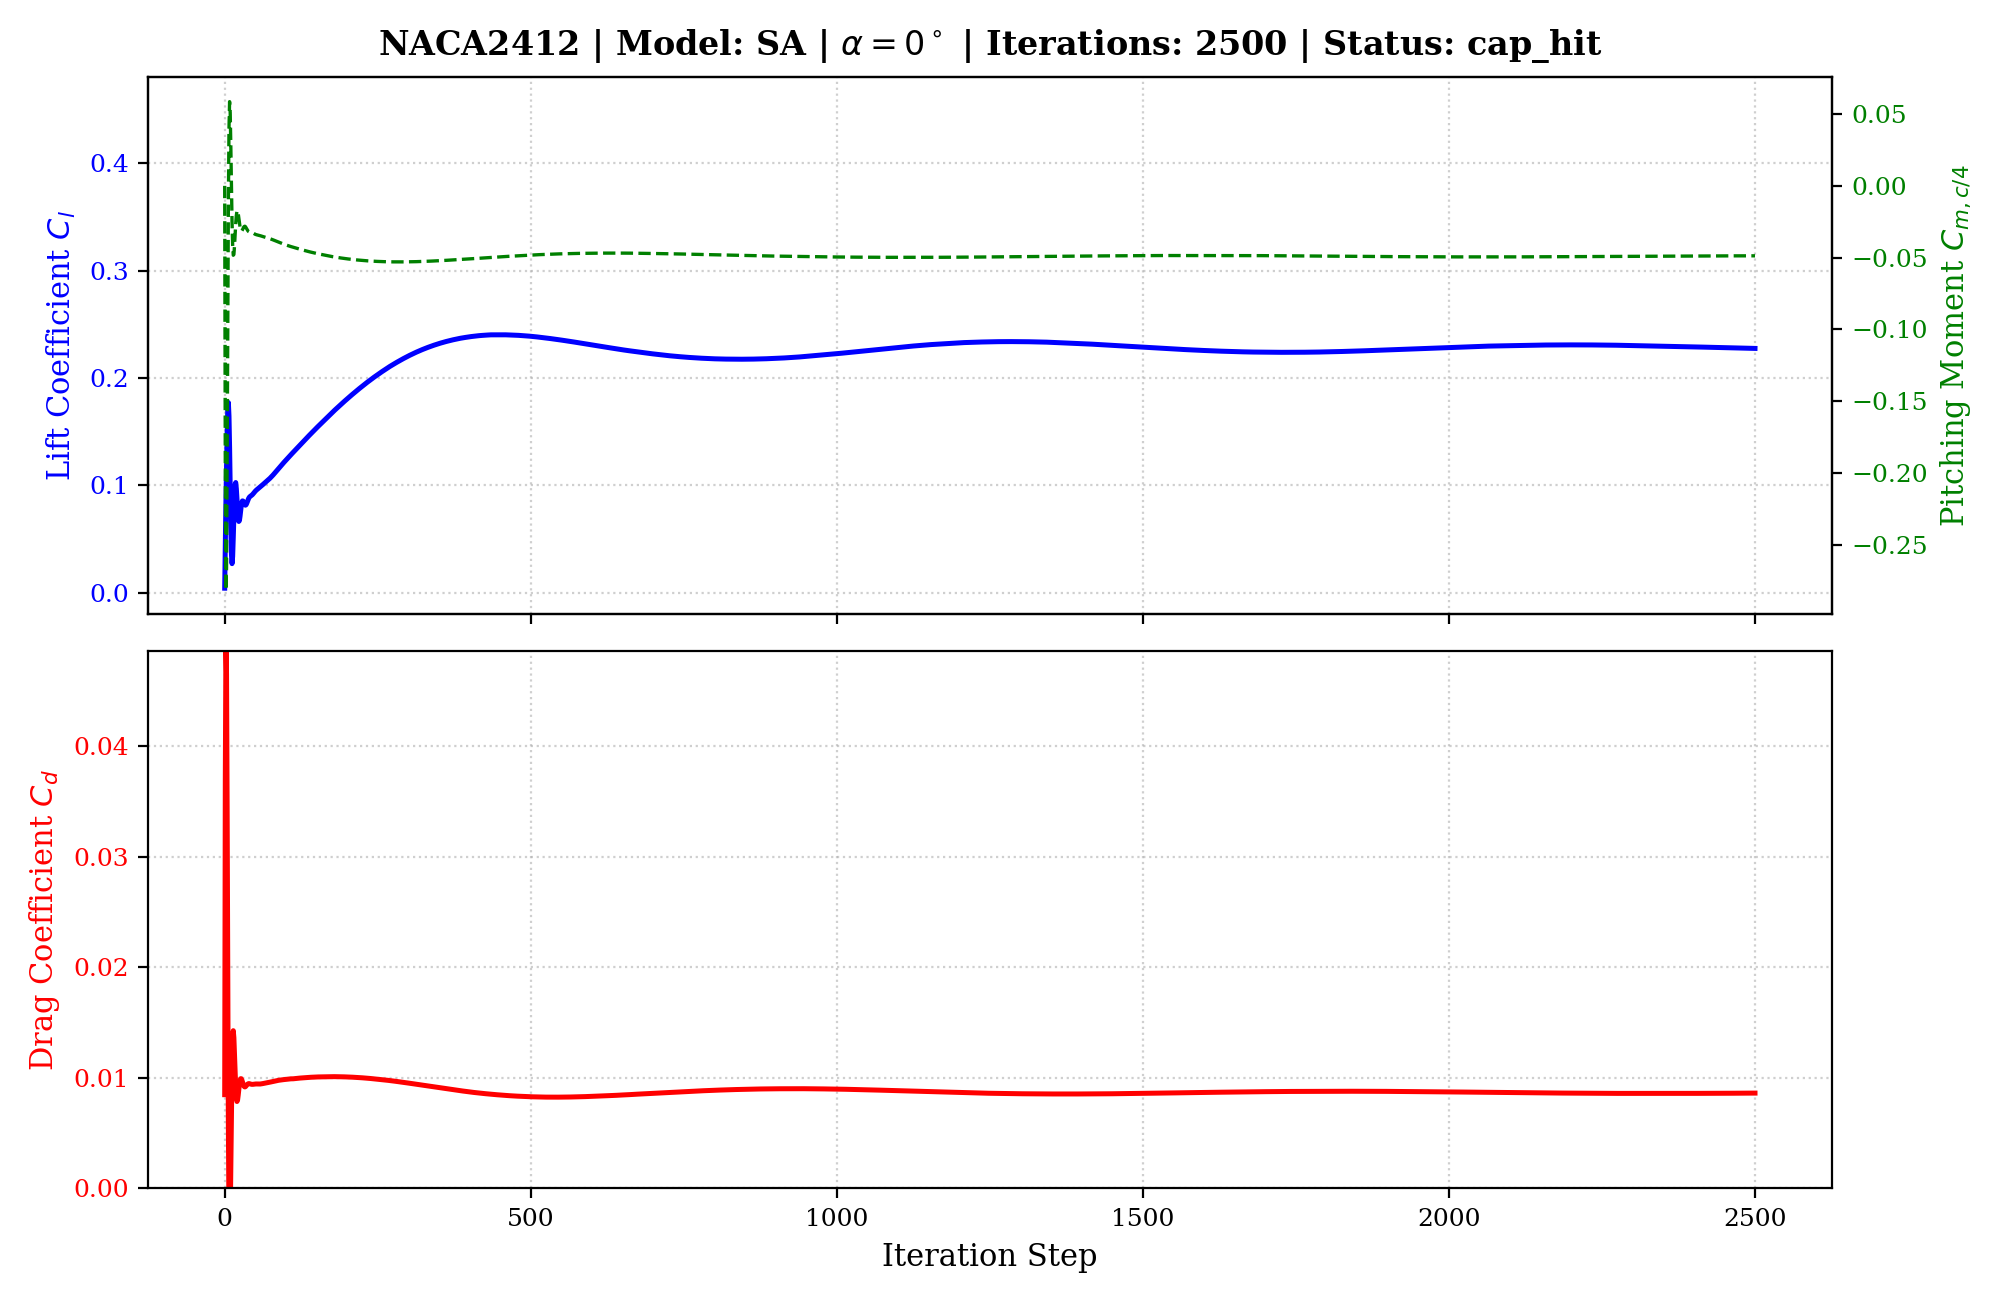 NACA2412 | Model: SA | α = 0° | Iterations: 2500 | Status: cap_hit
Lift Coefficient C_l
0.4
0.3
0.2
0.1
0.0
0.05
0.00
−0.05
−0.10
−0.15
−0.20
−0.25
Pitching Moment C_{m, c/4}
Drag Coefficient C_d
0.04
0.03
0.02
0.01
0.00
0 500 1000 1500 2000 2500
Iteration Step